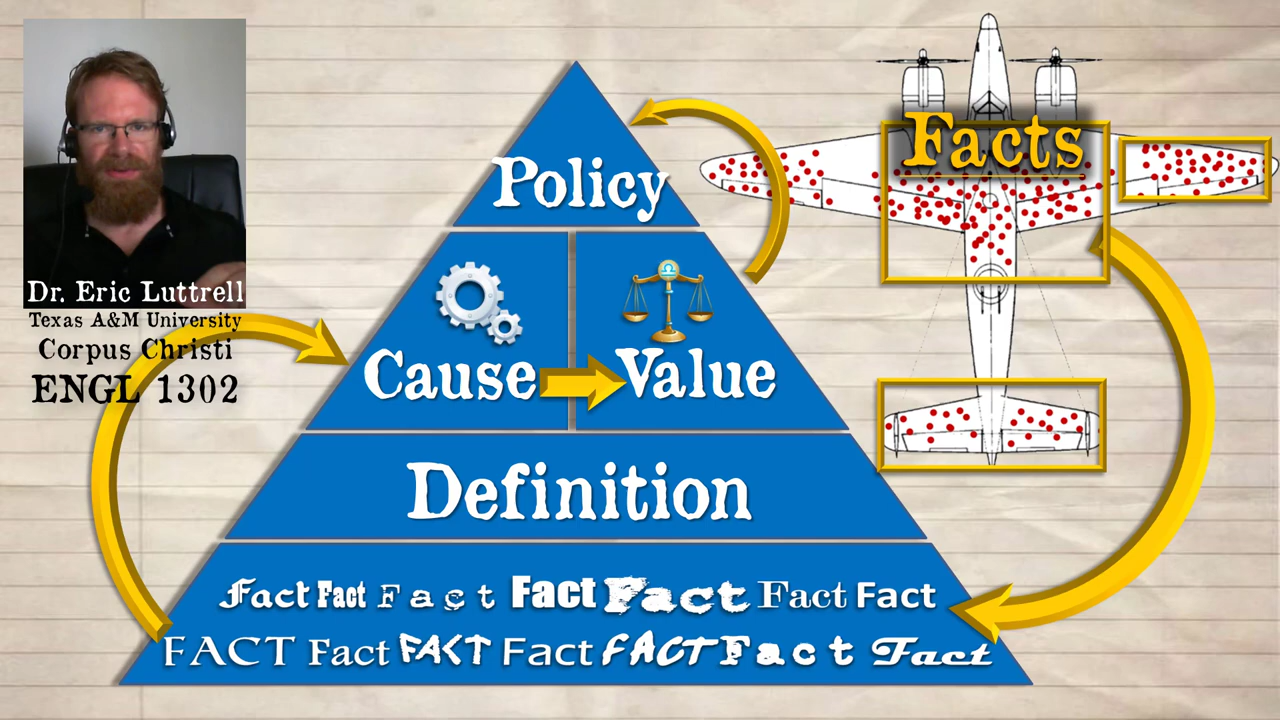 Dr. Eric Luttrell
Texas A&M University
Corpus Christi
ENGL 1302
Facts
Policy
Cause
Value
Definition
Fact Fact Fact Fact Fact Fact Fact
FACT Fact FACT Fact FACT Fact Fact